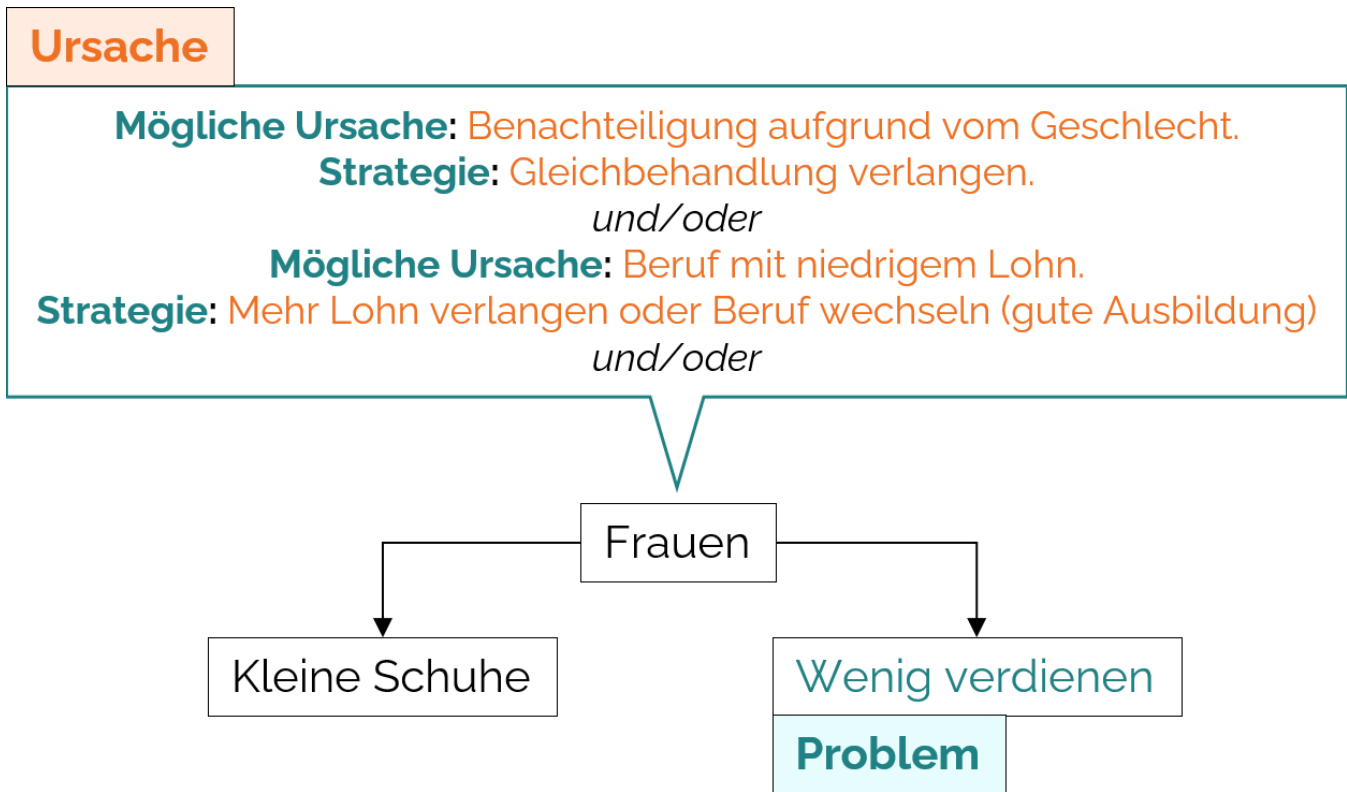 Ursache
Mögliche Ursache: Benachteiligung aufgrund vom Geschlecht.
Strategie: Gleichbehandlung verlangen.
und/oder
Mögliche Ursache: Beruf mit niedrigem Lohn.
Strategie: Mehr Lohn verlangen oder Beruf wechseln (gute Ausbildung)
und/oder
Frauen
Kleine Schuhe
Wenig verdienen
Problem